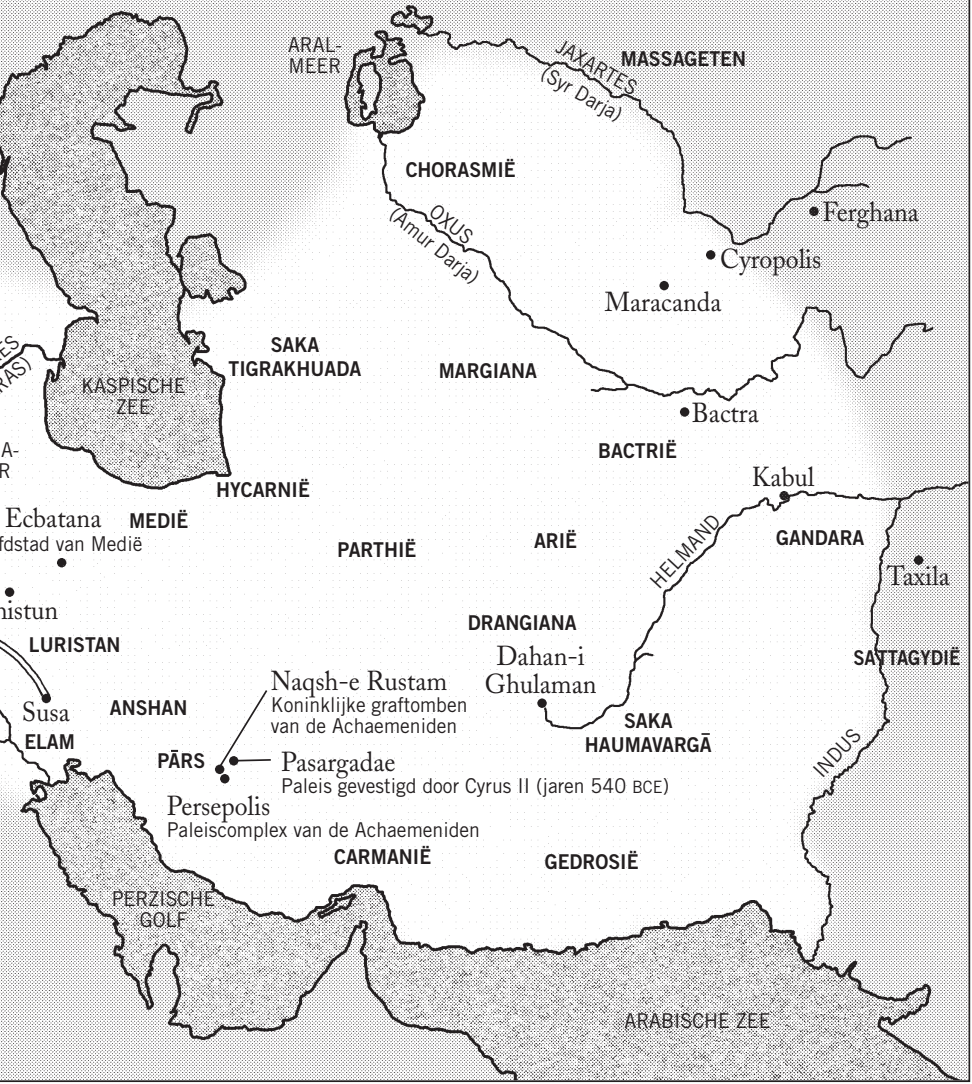 ARAL-
MEER
JAXARTES
(Syr Darja)
MASSAGETEN
CHORASMIË
OXUS
(Amur Darja)
Ferghana
Cyropolis
Maracanda
SAKA
TIGRAKHUADA
MARGIANA
KASPISCHE
ZEE
Bactra
BACTRIË
Kabul
HYCARNIË
Ecbatana
MEDIË
van Medië
PARTHIË
ARIË
HELMAND
GANDARA
Taxila
LURISTAN
DRANGIANA
Dahan-i
Ghulaman
SATTAGYDIË
Naqsh-e Rustam
Koninklijke graftomben
van de Achaemeniden
Susa
ANSHAN
ELAM
SAKA
HAUMAVARGĀ
INDUS
PĀRS
Pasargadae
Paleis gevestigd door Cyrus II (jaren 540 BCE)
Persepolis
Paleiscomplex van de Achaemeniden
CARMANIË
GEDROSIË
PERZISCHE
GOLF
ARABISCHE ZEE